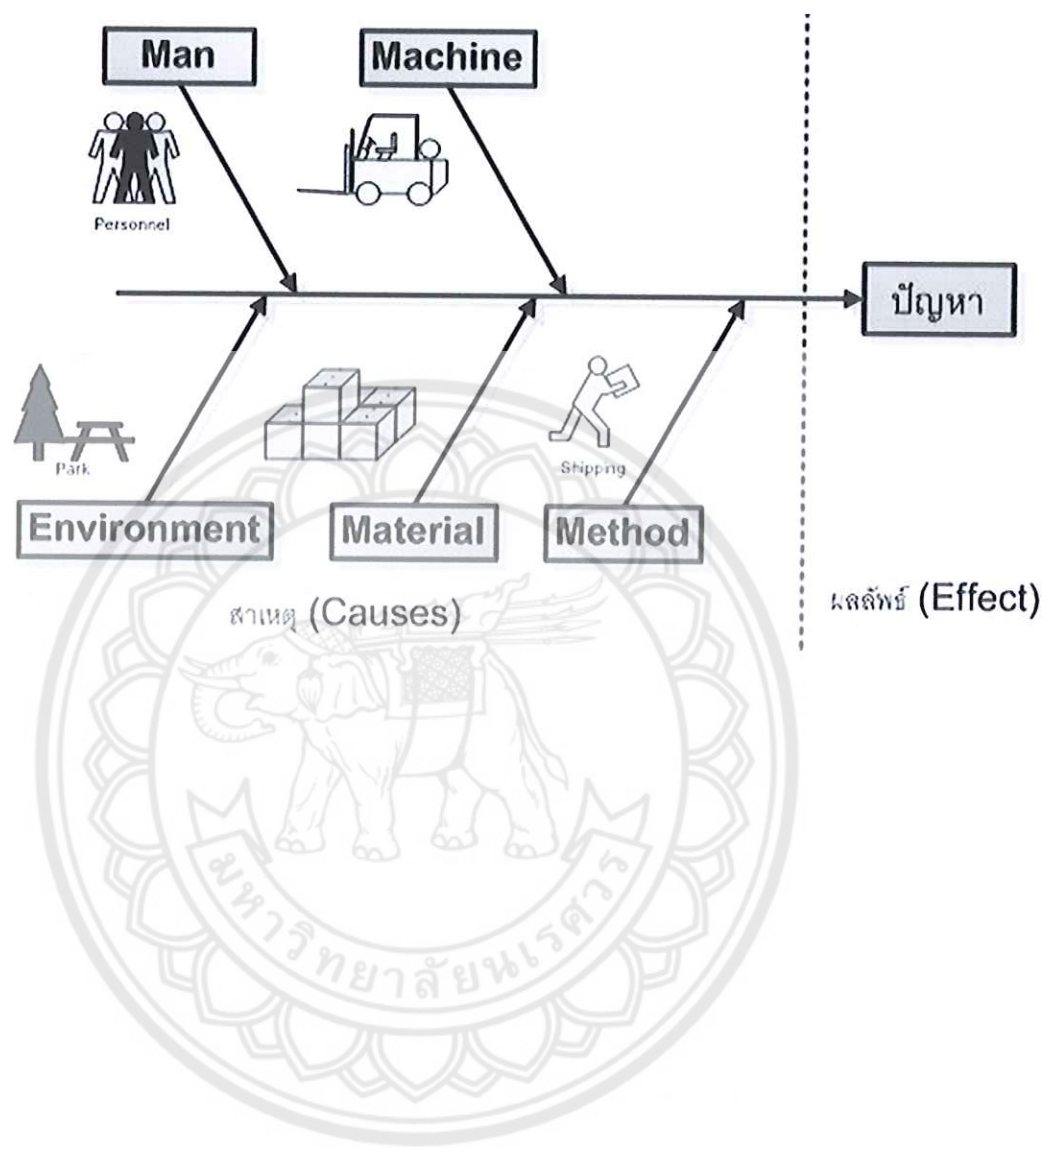 Man
Machine
Personnel
ปัญหา
Park
Shipping
Environment
Material
Method
สาเหตุ (Causes)
ผลลัพธ์ (Effect)
มหาวิทยาลัยนเรศวร